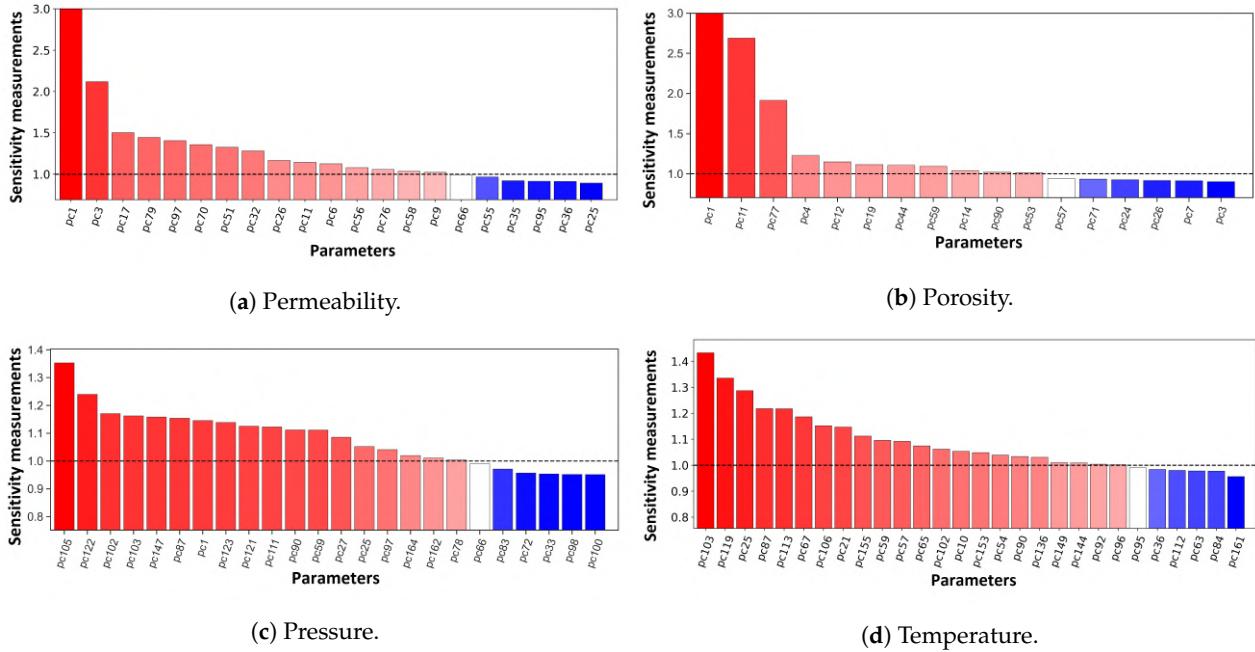 Sensitivity measurements
3.0
2.5
2.0
1.5
1.0
pc1 pc3 pc17 pc79 pc97 pc70 pc51 pc32 pc26 pc11 pc6 pc56 pc76 pc58 pc9 pc66 pc55 pc35 pc95 pc36 pc25
Parameters
(a) Permeability.
Sensitivity measurements
3.0
2.5
2.0
1.5
1.0
pc1 pc11 pc77 pc4 pc12 pc19 pc44 pc59 pc14 pc90 pc53 pc57 pc71 pc24 pc26 pc7 pc3
Parameters
(b) Porosity.
Sensitivity measurements
1.4
1.3
1.2
1.1
1.0
0.9
0.8
pc105 pc122 pc102 pc103 pc147 pc87 pc1 pc123 pc121 pc111 pc90 pc59 pc27 pc25 pc97 pc164 pc162 pc78 pc66 pc83 pc72 pc33 pc98 pc100
Parameters
(c) Pressure.
Sensitivity measurements
1.4
1.3
1.2
1.1
1.0
0.9
0.8
pc103 pc119 pc25 pc87 pc113 pc67 pc106 pc21 pc155 pc59 pc57 pc65 pc102 pc10 pc153 pc54 pc90 pc136 pc149 pc144 pc92 pc96 pc95 pc36 pc112 pc63 pc84 pc161
Parameters
(d) Temperature.